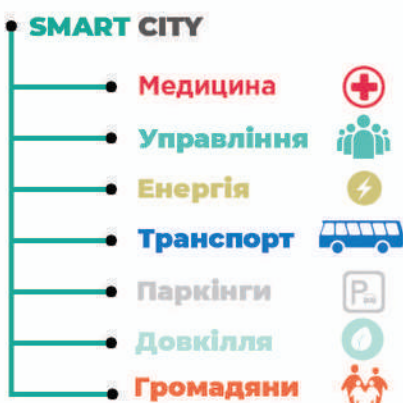 SMART CITY
Медицина
Управління
Енергія
Транспорт
Паркінги
P
Довкілля
Громадяни